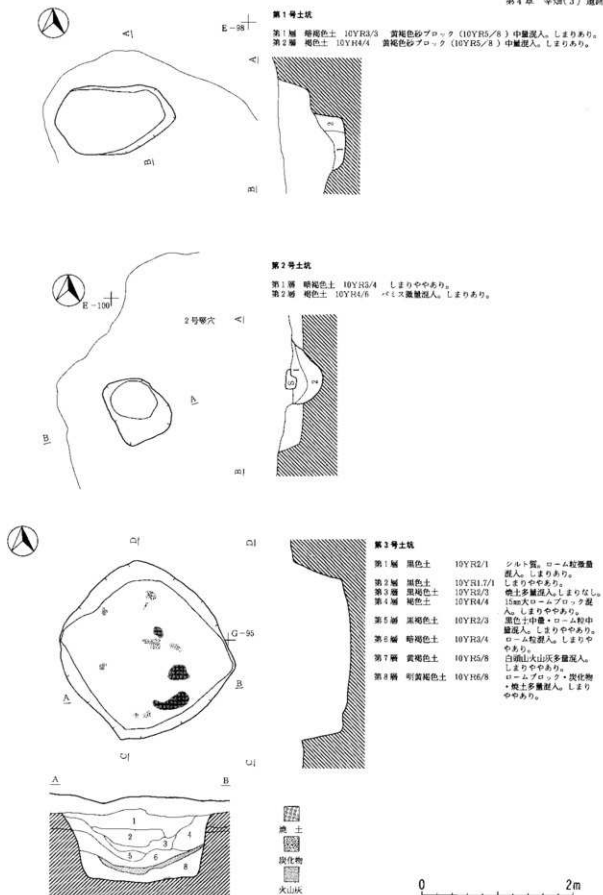 第1号土坑
第1層 暗褐色土 10YR3/3 黄褐色砂ブロック(10YR5/8)中量混入。しまりあり。
第2層 褐色土 10YR4/4 黄褐色砂ブロック(10YR5/8)中量混入。しまりあり。
E-98
A
A
B
B
2
1
第2号土坑
第1層 暗褐色土 10YR3/4 しまりややあり。
第2層 褐色土 10YR4/6 パミス微量混入。しまりあり。
E-100
2号竪穴
A
A
B
B
1
S
2
第3号土坑
第1層 黒色土 10YR2/1 シルト質。ローム粒微量
混入。しまりあり。
第2層 黒色土 10YR1.7/1 しまりややあり。
第3層 黒褐色土 10YR2/3 焼土多量混入。しまりなし。
第4層 褐色土 10YR4/4 15mm大ロームブロック混
入。しまりややあり。
第5層 黒褐色土 10YR2/3 黒色土中量・ローム粒中
量混入。しまりややあり。
第6層 暗褐色土 10YR3/4 ローム粒混入。しまりや
やあり。
第7層 黄褐色土 10YR5/8 白頭山火山灰多量混入。
しまりややあり。
第8層 明黄褐色土 10YR6/8 ロームブロック・炭化物
・焼土多量混入。しまり
ややあり。
D
D
G-95
A
B
C
C
A
B
1
2
3
4
5
6
8
焼土
炭化物
火山灰
0 2m